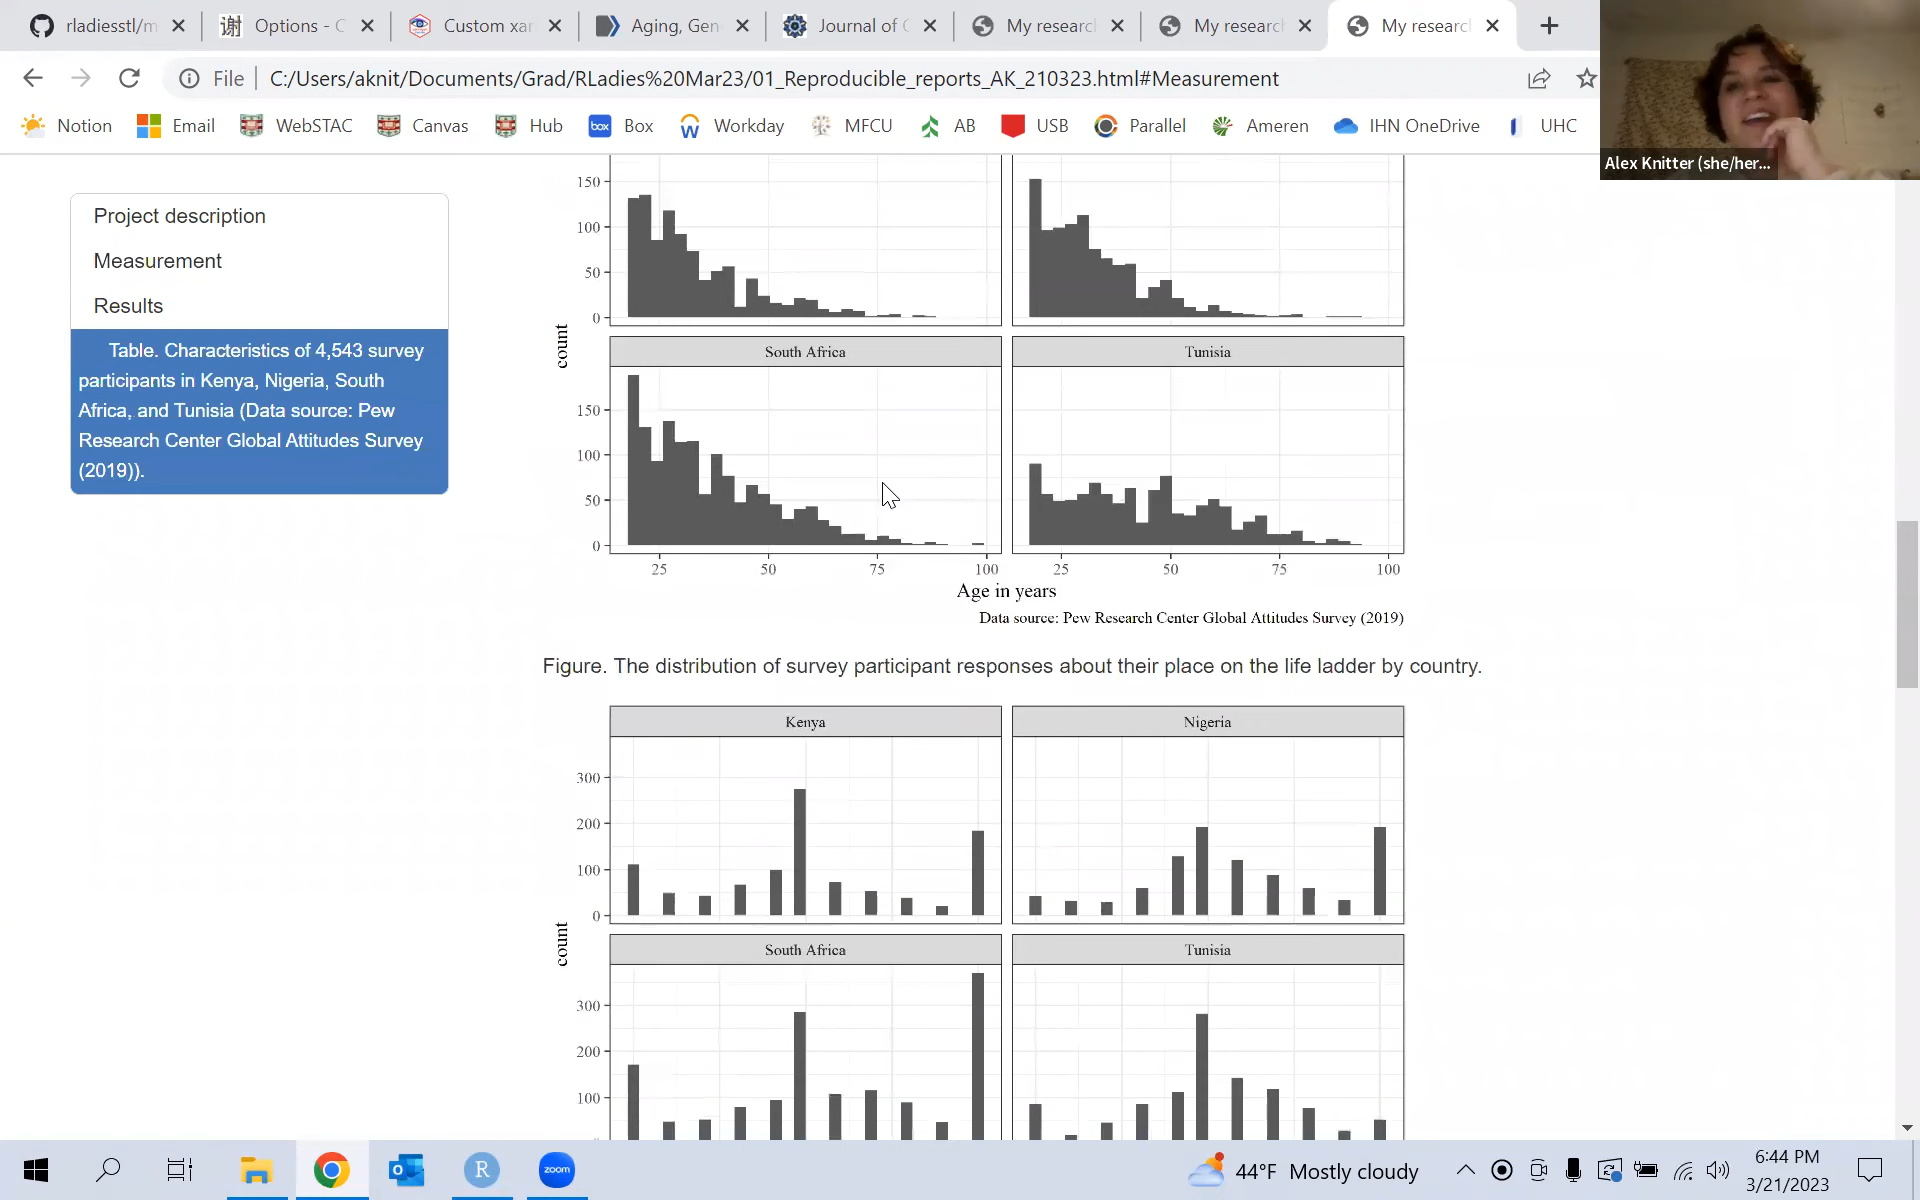 rladiesstl/m
Options - C
Custom xar
Aging, Gen
Journal of C
My research
My research
My research
File
C:/Users/aknit/Documents/Grad/RLadies%20Mar23/01_Reproducible_reports_AK_210323.html#Measurement
Notion
Email
WebSTAC
Canvas
Hub
box
Box
Workday
MFCU
AB
USB
Parallel
Ameren
IHN OneDrive
UHC
Alex Knitter (she/her...
Project description
Measurement
Results
Table. Characteristics of 4,543 survey
participants in Kenya, Nigeria, South
Africa, and Tunisia (Data source: Pew
Research Center Global Attitudes Survey
(2019)).
150
100
50
0
South Africa
Tunisia
150
100
50
0
count
25 50 75 100 25 50 75 100
Age in years
Data source: Pew Research Center Global Attitudes Survey (2019)
Figure. The distribution of survey participant responses about their place on the life ladder by country.
Kenya
Nigeria
300
200
100
0
count
South Africa
Tunisia
300
200
100
zoom
44°F Mostly cloudy
6:44 PM
3/21/2023